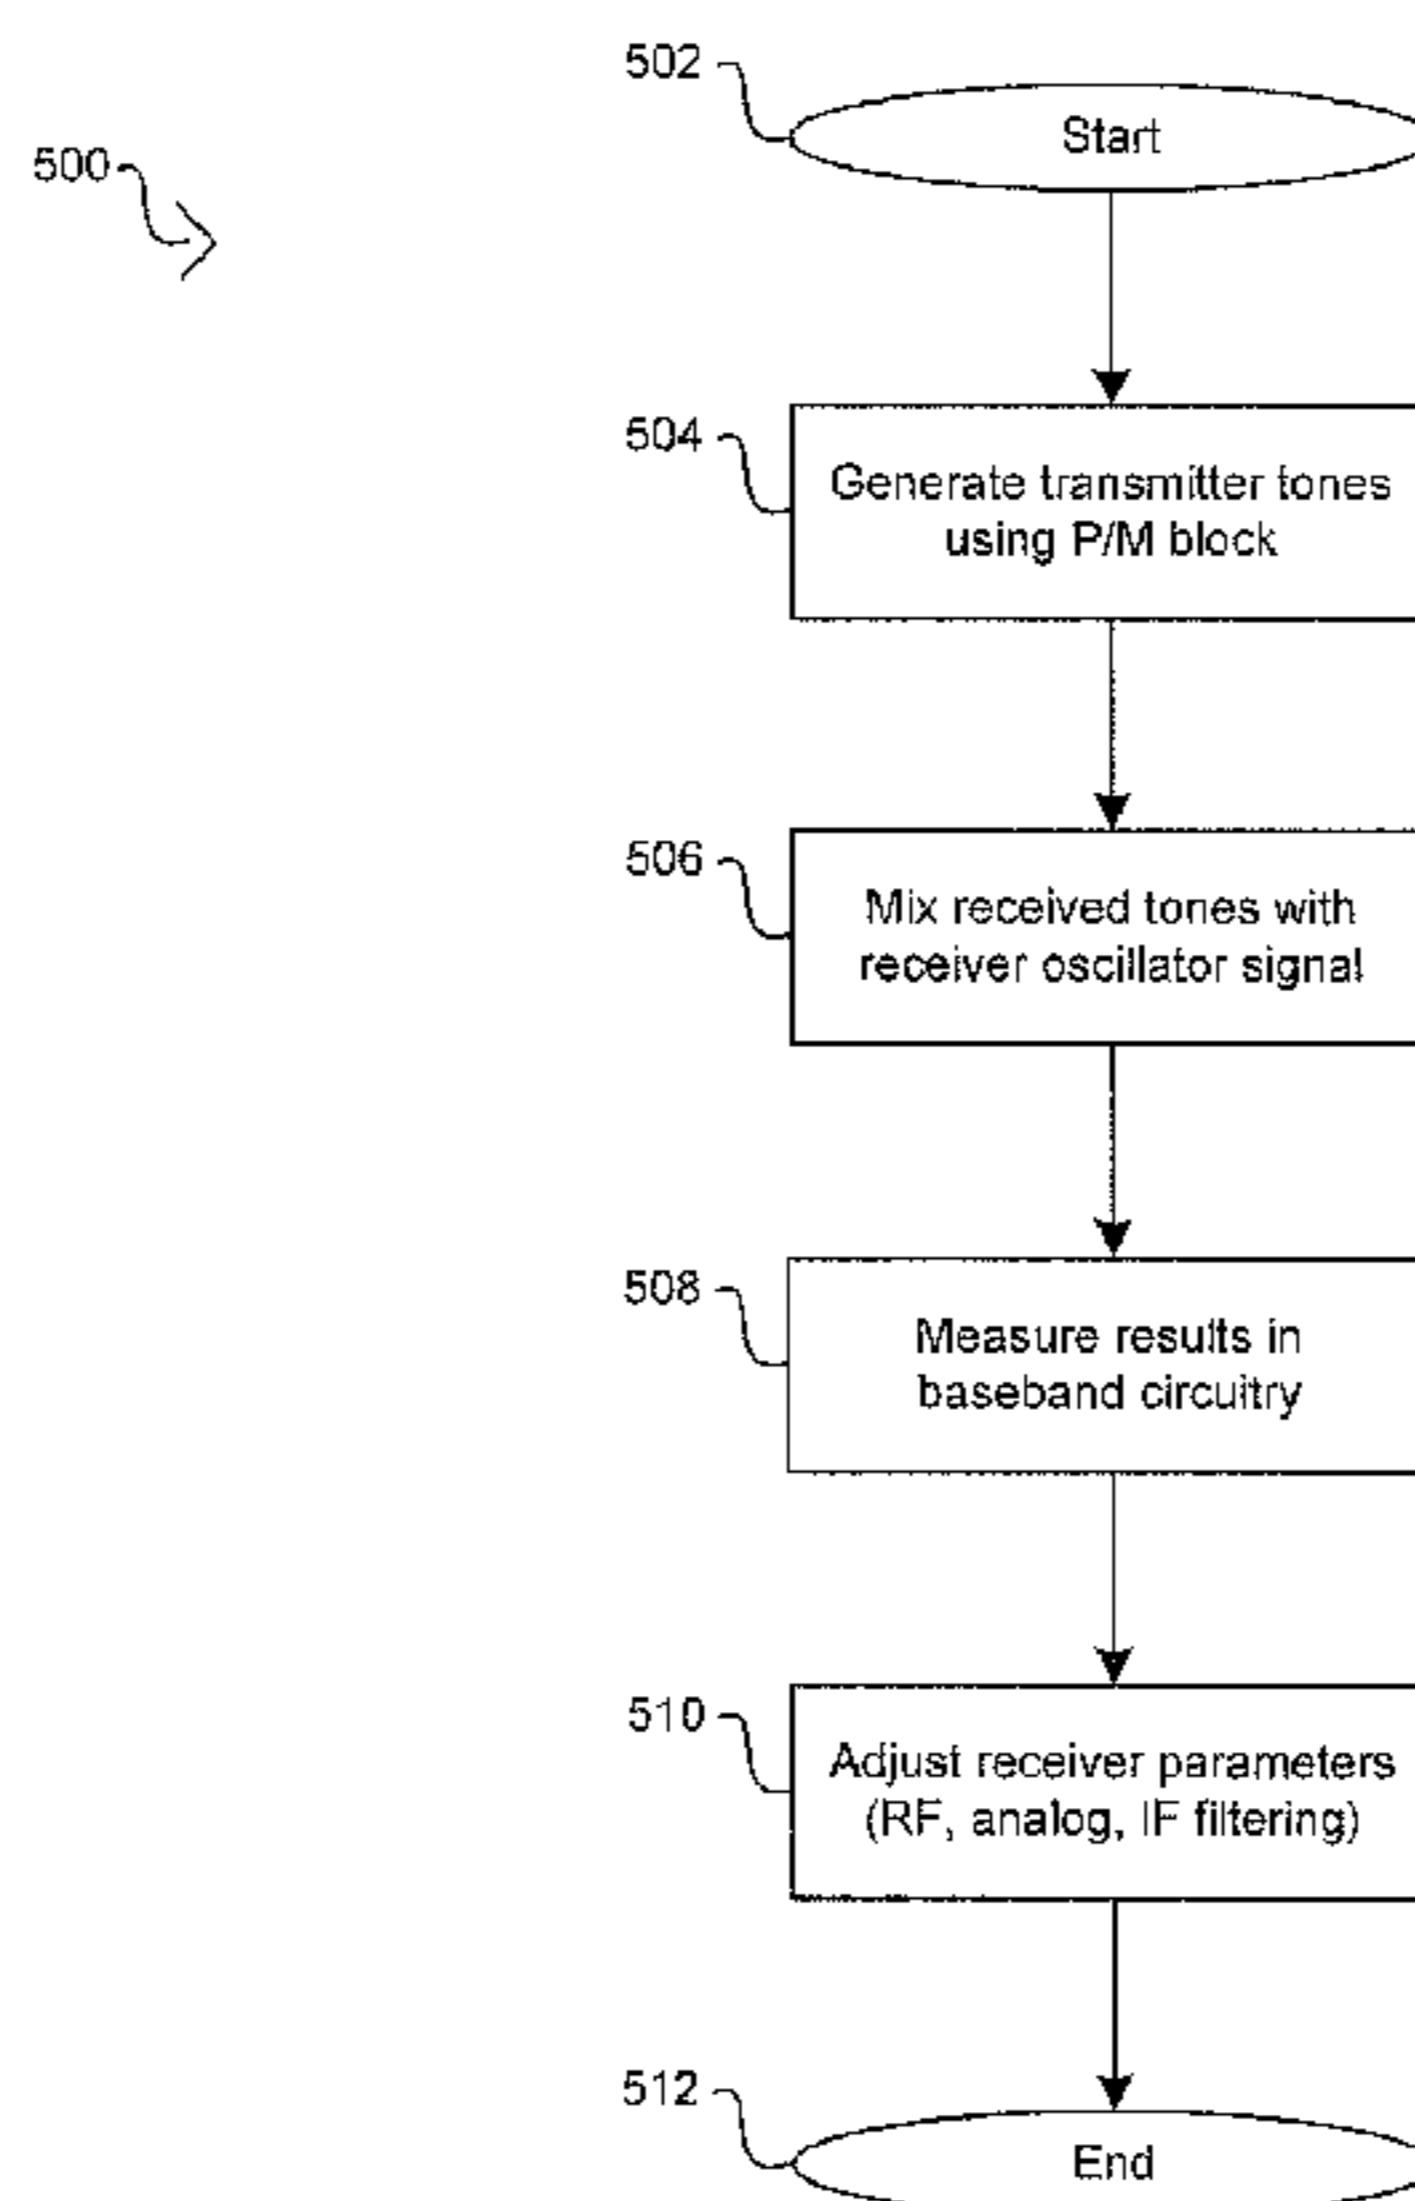 502
Start
500
504
Generate transmitter tones
using P/M block
506
Mix received tones with
receiver oscillator signal
508
Measure results in
baseband circuitry
510
Adjust receiver parameters
(RF, analog, IF filtering)
512
End